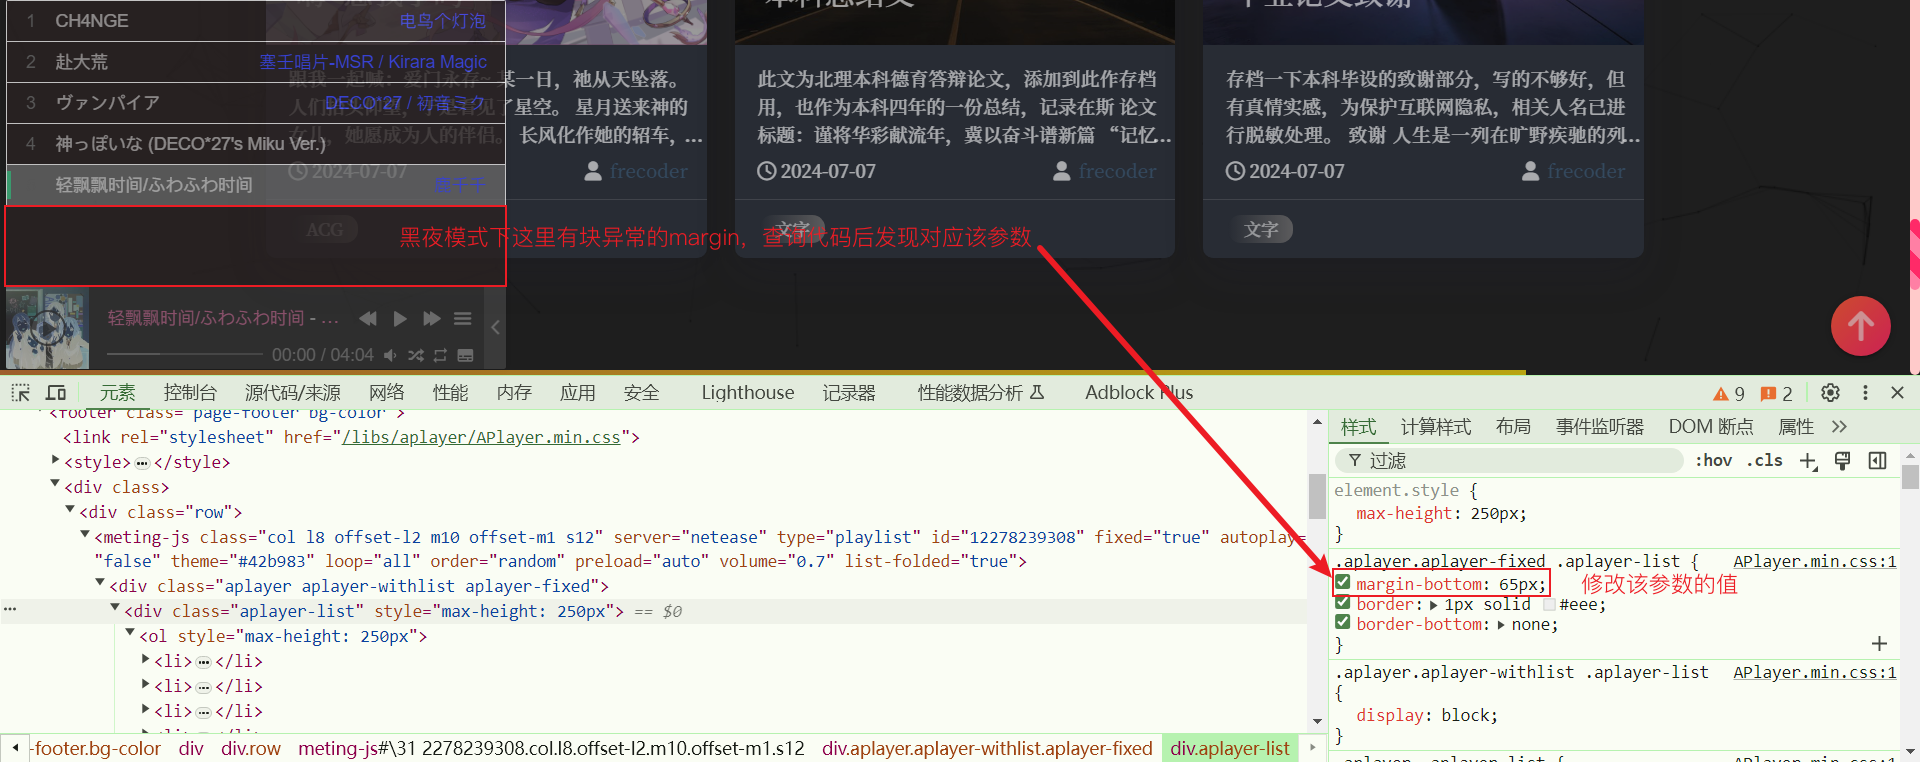 1 CH4NGE 电鸟个灯泡
2 赴大荒 塞壬唱片-MSR / Kirara Magic
3 ヴァンパイア DECO*27 / 初音ミク
4 神っぽいな (DECO*27's Miku Ver.)
轻飘飘时间/ふわふわ时间
某一日，祂从天坠落。
了星空。 星月送来神的
女儿，她愿成为人的伴侣。 长风化作她的轺车，...
2024-07-07 frecoder
ACG
毕业论文致谢
此文为北理本科德育答辩论文，添加到此作存档
用，也作为本科四年的一份总结，记录在斯 论文
标题：谨将华彩献流年，冀以奋斗谱新篇 “记忆...
2024-07-07 frecoder
文字
存档一下本科毕设的致谢部分，写的不够好，但
有真情实感，为保护互联网隐私，相关人名已进
行脱敏处理。 致谢 人生是一列在旷野疾驰的列...
2024-07-07 frecoder
文字
黑夜模式下这里有块异常的margin，查询代码后发现对应该参数
轻飘飘时间/ふわふわ时间 - ...
00:00 / 04:04
元素 控制台 源代码/来源 网络 性能 内存 应用 安全 Lighthouse 记录器 性能数据分析 Adblock Plus 9 2
<footer class="page-footer bg-color">
<link rel="stylesheet" href="/libs/aplayer/APlayer.min.css">
<style>…</style>
<div class>
<div class="row">
<meting-js class="col l8 offset-l2 m10 offset-m1 s12" server="netease" type="playlist" id="12278239308" fixed="true" autoplay=
"false" theme="#42b983" loop="all" order="random" preload="auto" volume="0.7" list-folded="true">
<div class="aplayer aplayer-withlist aplayer-fixed">
… <div class="aplayer-list" style="max-height: 250px"> == $0
<ol style="max-height: 250px">
<li>…</li>
<li>…</li>
<li>…</li>
-footer.bg-color div div.row meting-js#\31 2278239308.col.l8.offset-l2.m10.offset-m1.s12 div.aplayer.aplayer-withlist.aplayer-fixed div.aplayer-list
样式 计算样式 布局 事件监听器 DOM 断点 属性
过滤 :hov .cls
element.style {
max-height: 250px;
}
.aplayer.aplayer-fixed .aplayer-list { APlayer.min.css:1
margin-bottom: 65px; 修改该参数的值
border: 1px solid #eee;
border-bottom: none;
}
.aplayer.aplayer-withlist .aplayer-list APlayer.min.css:1
{
display: block;
}